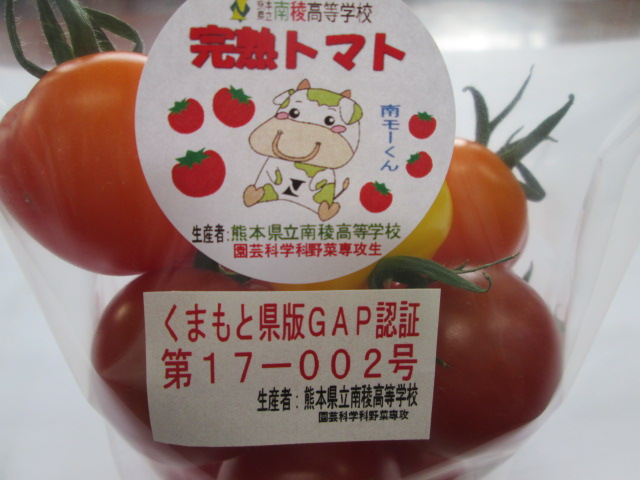 熊本県立南稜高等学校
完熟トマト
南モーくん
生産者:熊本県立南稜高等学校
園芸科学科野菜専攻生
くまもと県版GAP認証
第17－002号
生産者：熊本県立南稜高等学校
園芸科学科野菜専攻